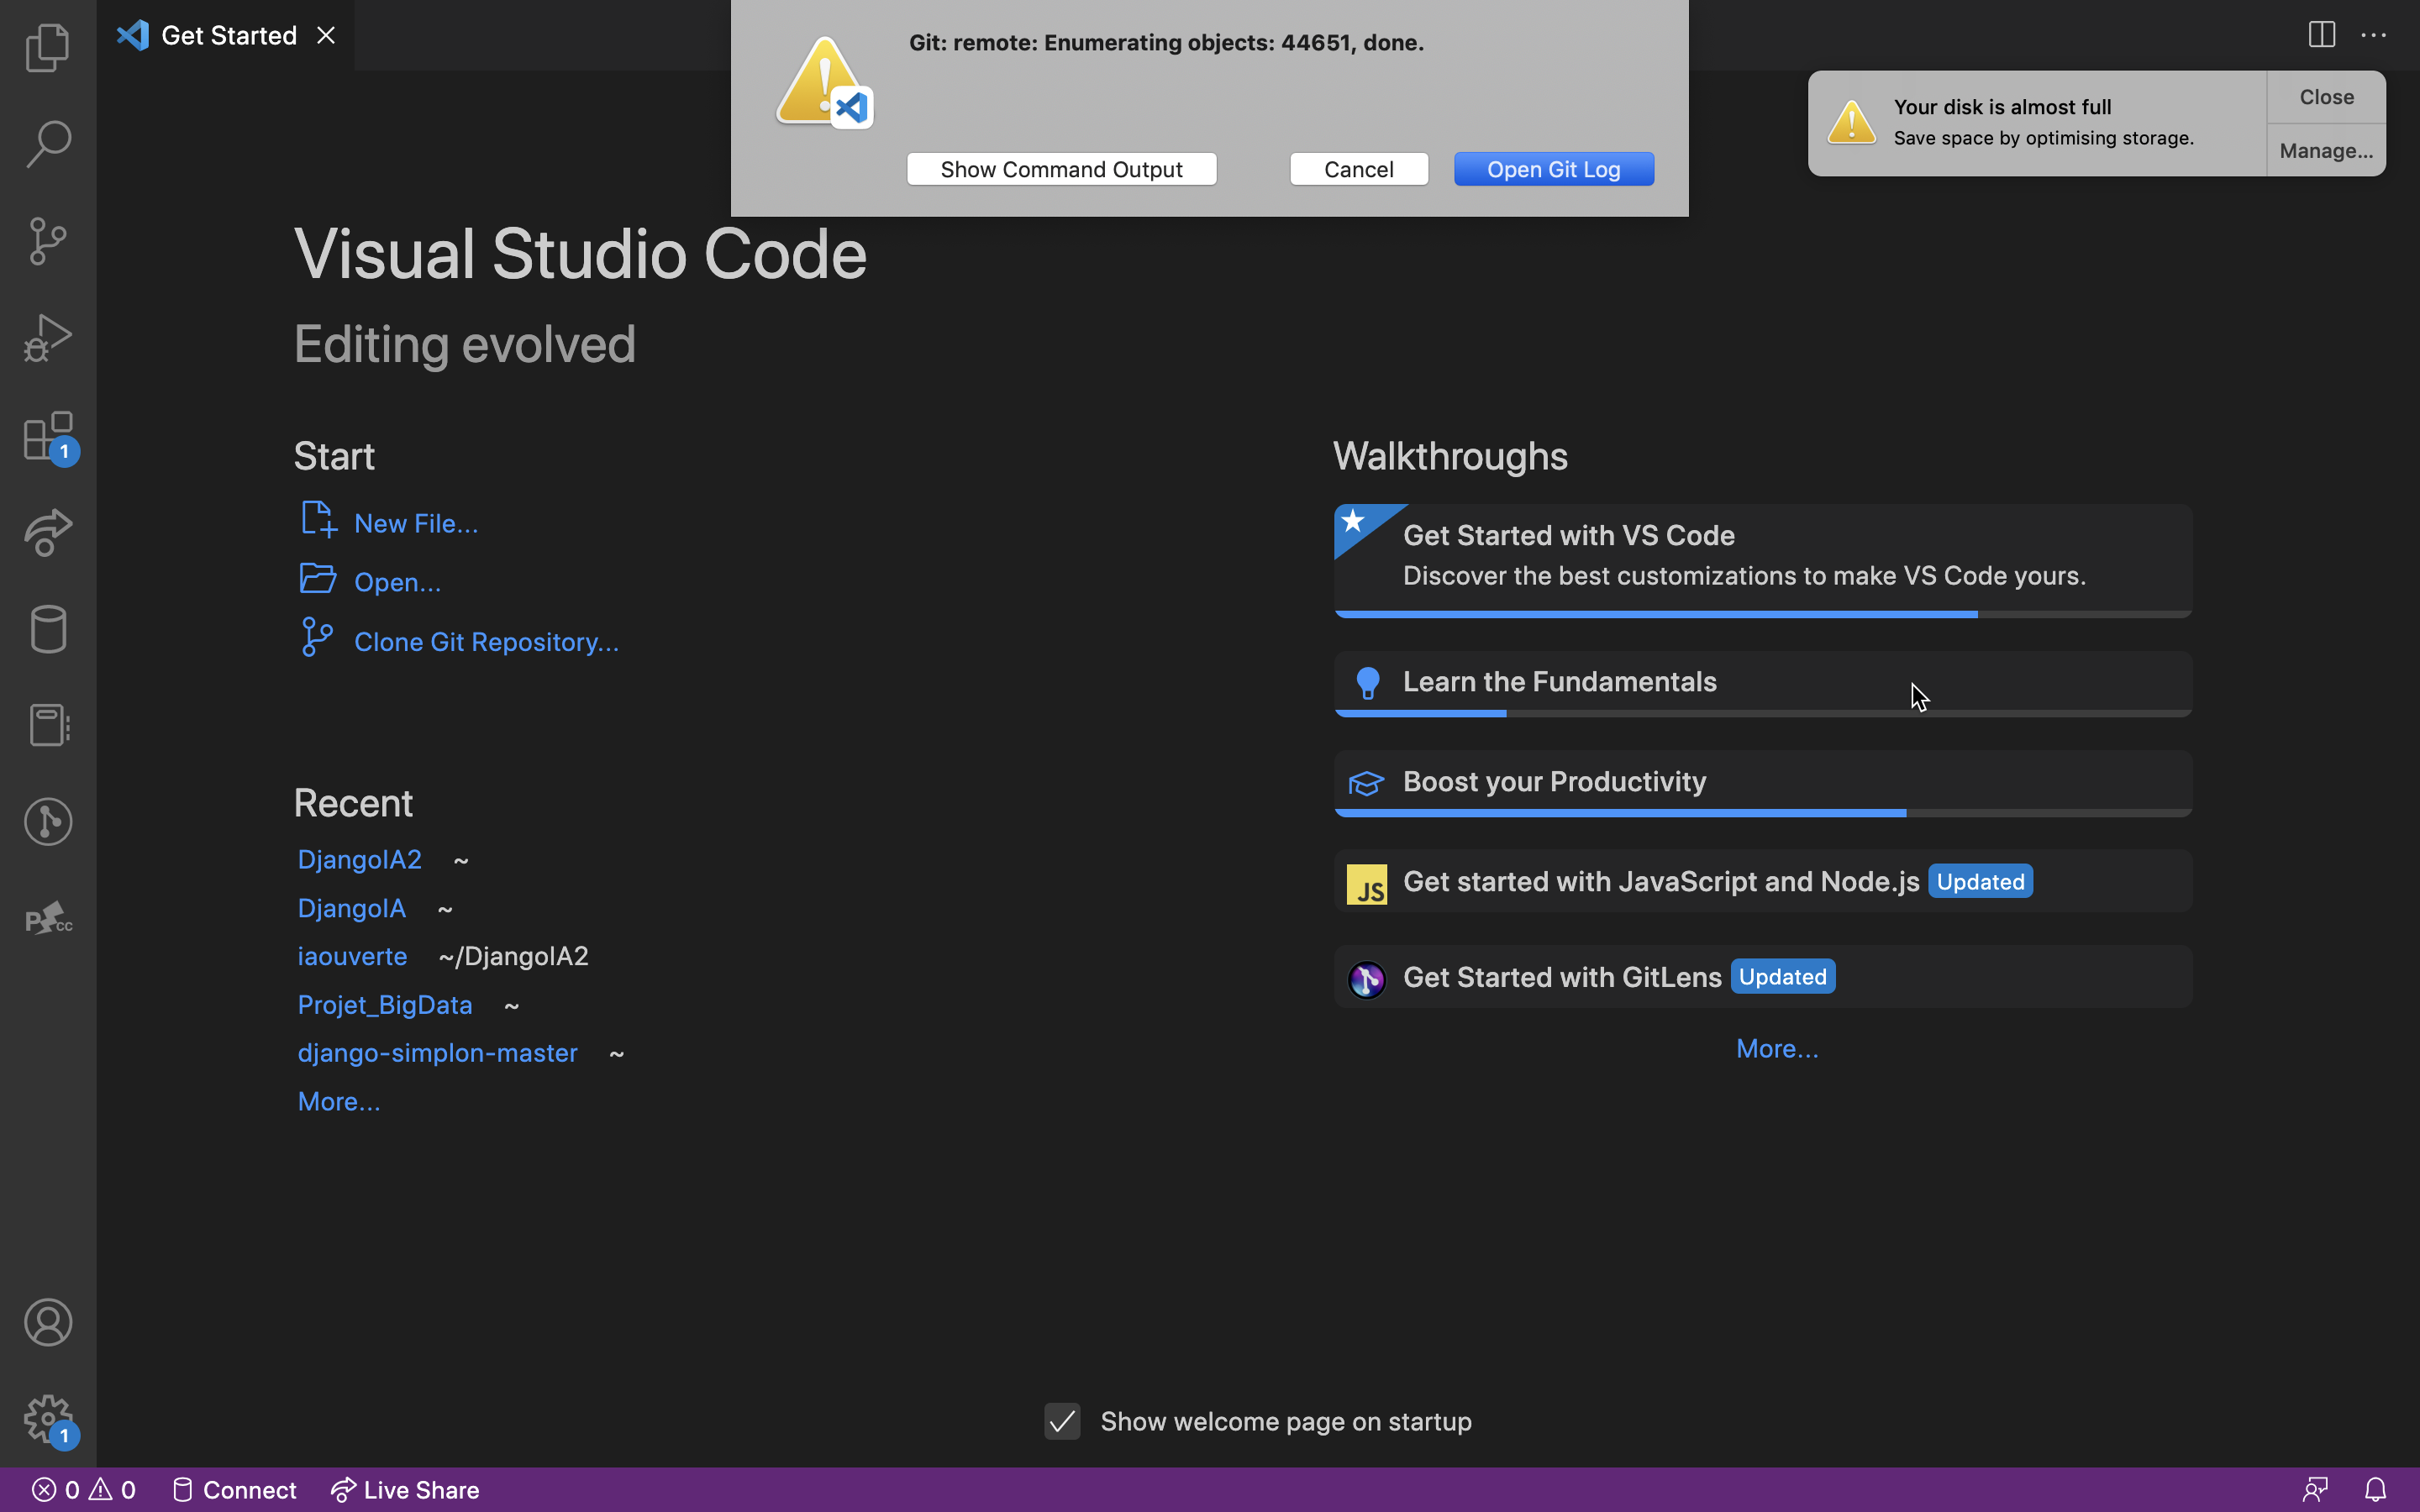 Get Started
Git: remote: Enumerating objects: 44651, done.
Show Command Output
Cancel
Open Git Log
Your disk is almost full
Save space by optimising storage.
Close
Manage...
Visual Studio Code
Editing evolved
Start
New File...
Open...
Clone Git Repository...
Recent
DjangoIA2 ~
DjangoIA ~
iaouverte ~/DjangoIA2
Projet_BigData ~
django-simplon-master ~
More...
Walkthroughs
Get Started with VS Code
Discover the best customizations to make VS Code yours.
Learn the Fundamentals
Boost your Productivity
JS Get started with JavaScript and Node.js Updated
Get Started with GitLens Updated
More...
1
P CC
1
Show welcome page on startup
0 0 Connect Live Share